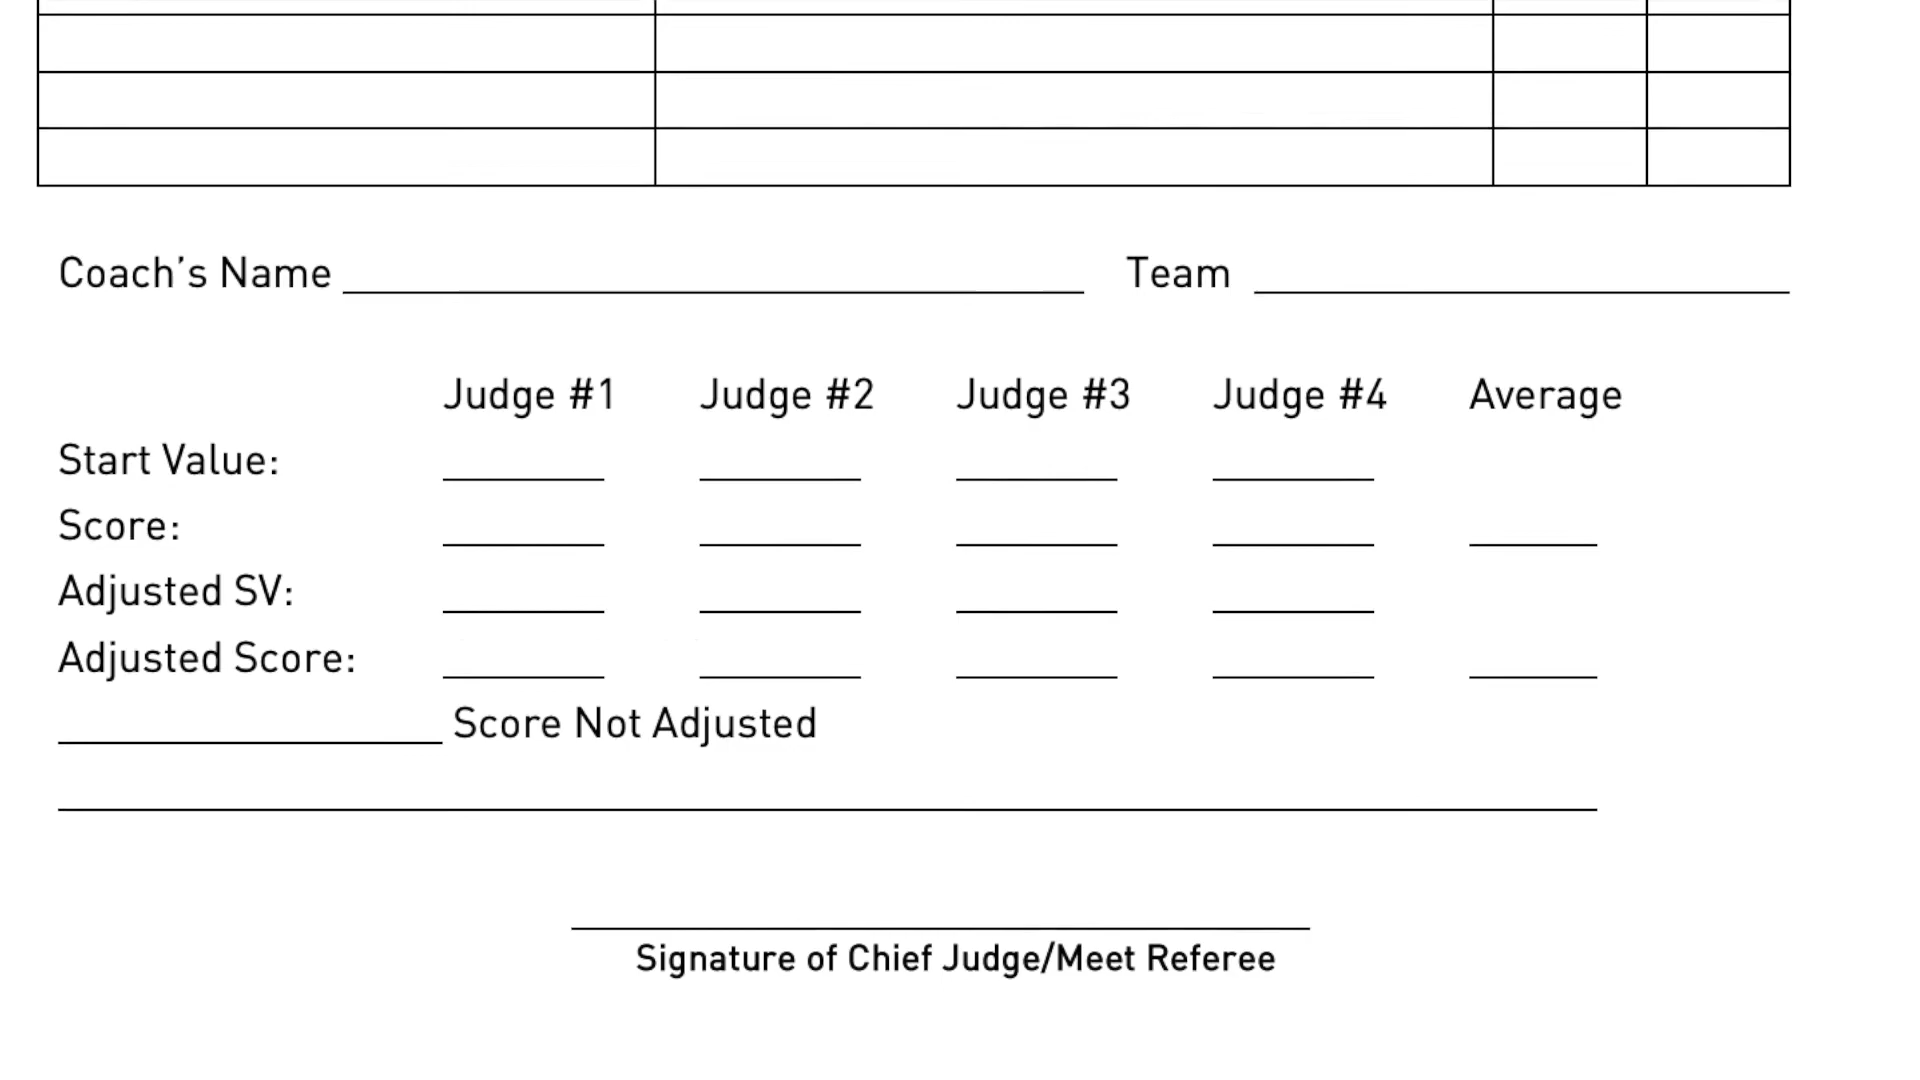 Coach’s Name Team
Judge #1 Judge #2 Judge #3 Judge #4 Average
Start Value:
Score:
Adjusted SV:
Adjusted Score:
Score Not Adjusted
Signature of Chief Judge/Meet Referee